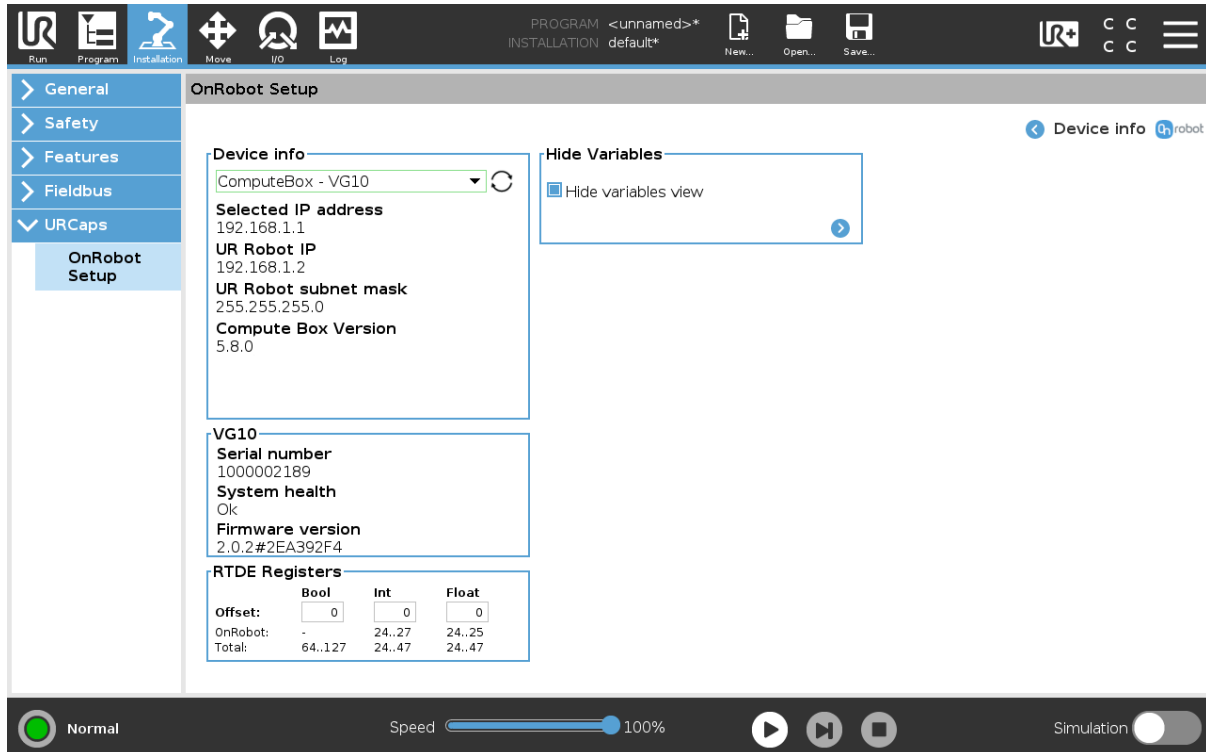 PROGRAM <unnamed>*
INSTALLATION default*
UR
Run
Program
Installation
Move
I/O
Log
New...
Open...
Save...
UR+
C C
C C
General
Safety
Features
Fieldbus
URCaps
OnRobot
Setup
OnRobot Setup
Device info On robot
Device info
ComputeBox - VG10
Selected IP address
192.168.1.1
UR Robot IP
192.168.1.2
UR Robot subnet mask
255.255.255.0
Compute Box Version
5.8.0
Hide Variables
Hide variables view
VG10
Serial number
1000002189
System health
Ok
Firmware version
2.0.2#2EA392F4
RTDE Registers
Bool Int Float
Offset: 0 0 0
OnRobot: - 24..27 24..25
Total: 64..127 24..47 24..47
Normal
Speed 100%
Simulation